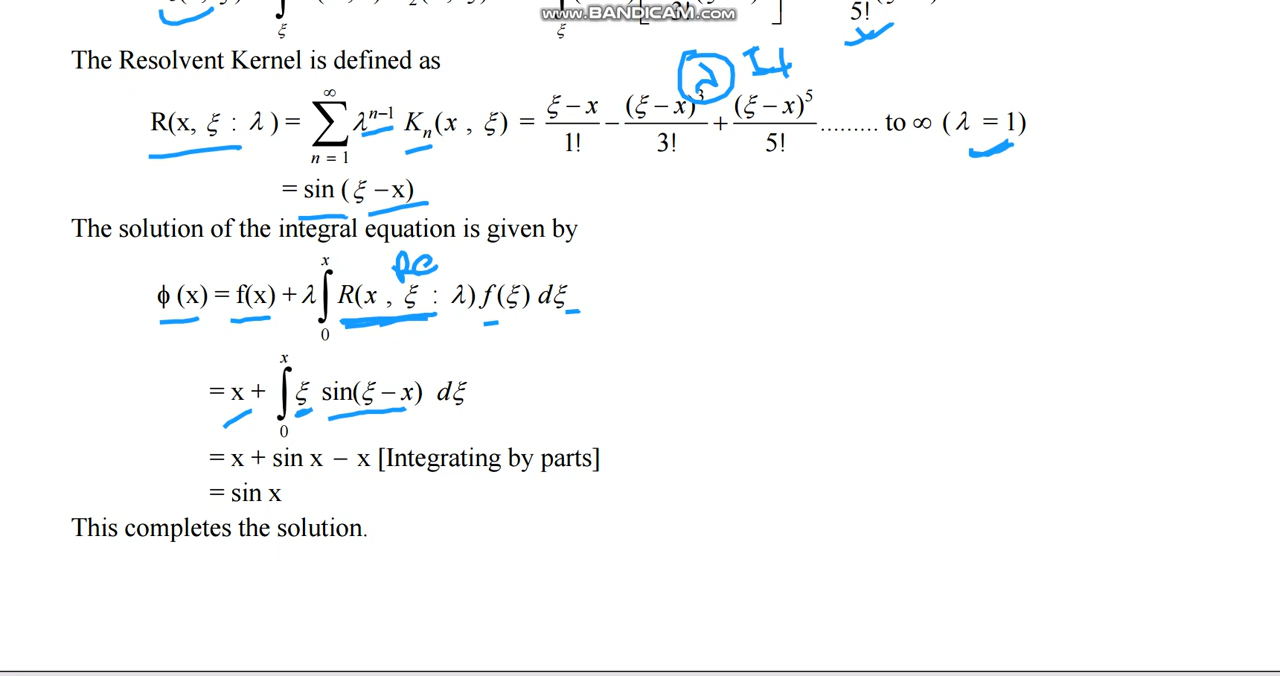 www.BANDICAM.com
5!
ξ
ξ
The Resolvent Kernel is defined as
R(x, ξ : λ) = ∑_{n = 1}^{∞} λ^{n−1} K_n(x , ξ) = (ξ − x)/1! − (ξ − x)^3/3! + (ξ − x)^5/5! ......... to ∞ ( λ = 1)
= sin (ξ − x)
The solution of the integral equation is given by
ϕ (x) = f(x) + λ ∫_0^x R(x , ξ : λ) f(ξ) dξ
= x + ∫_0^x ξ sin(ξ − x) dξ
= x + sin x − x [Integrating by parts]
= sin x
This completes the solution.